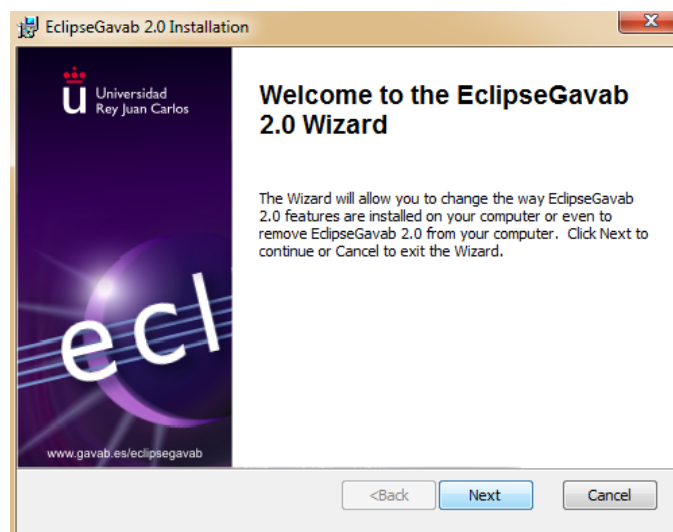 EclipseGavab 2.0 Installation
Universidad
Rey Juan Carlos
Welcome to the EclipseGavab
2.0 Wizard
The Wizard will allow you to change the way EclipseGavab
2.0 features are installed on your computer or even to
remove EclipseGavab 2.0 from your computer.  Click Next to
continue or Cancel to exit the Wizard.
ecl
www.gavab.es/eclipsegavab
<Back
Next
Cancel